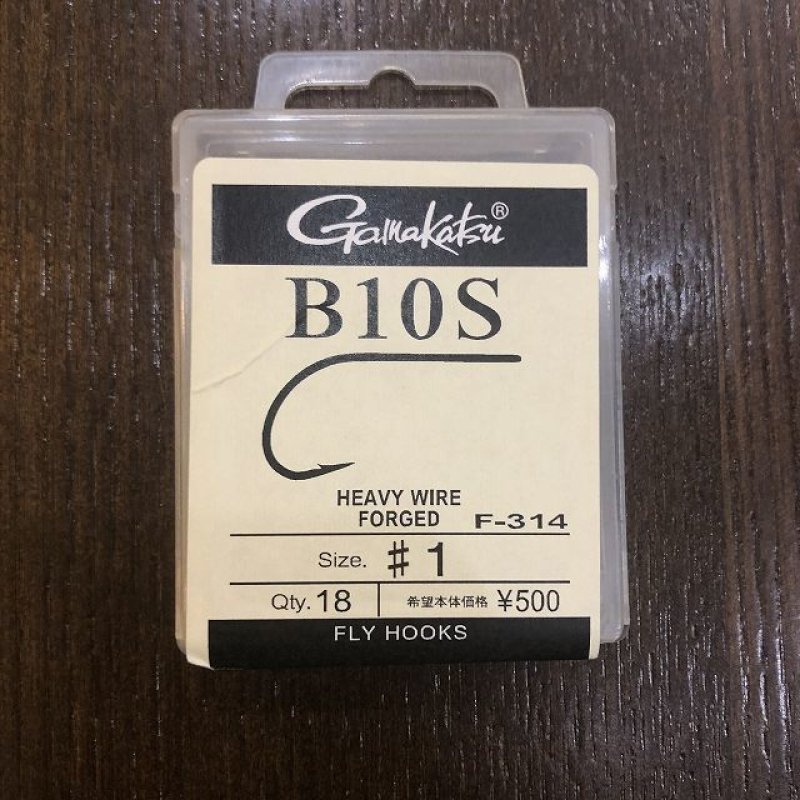 Gamakatsu®
B10S
HEAVY WIRE
FORGED F-314
Size. #1
Qty. 18 希望本体価格 ¥500
FLY HOOKS